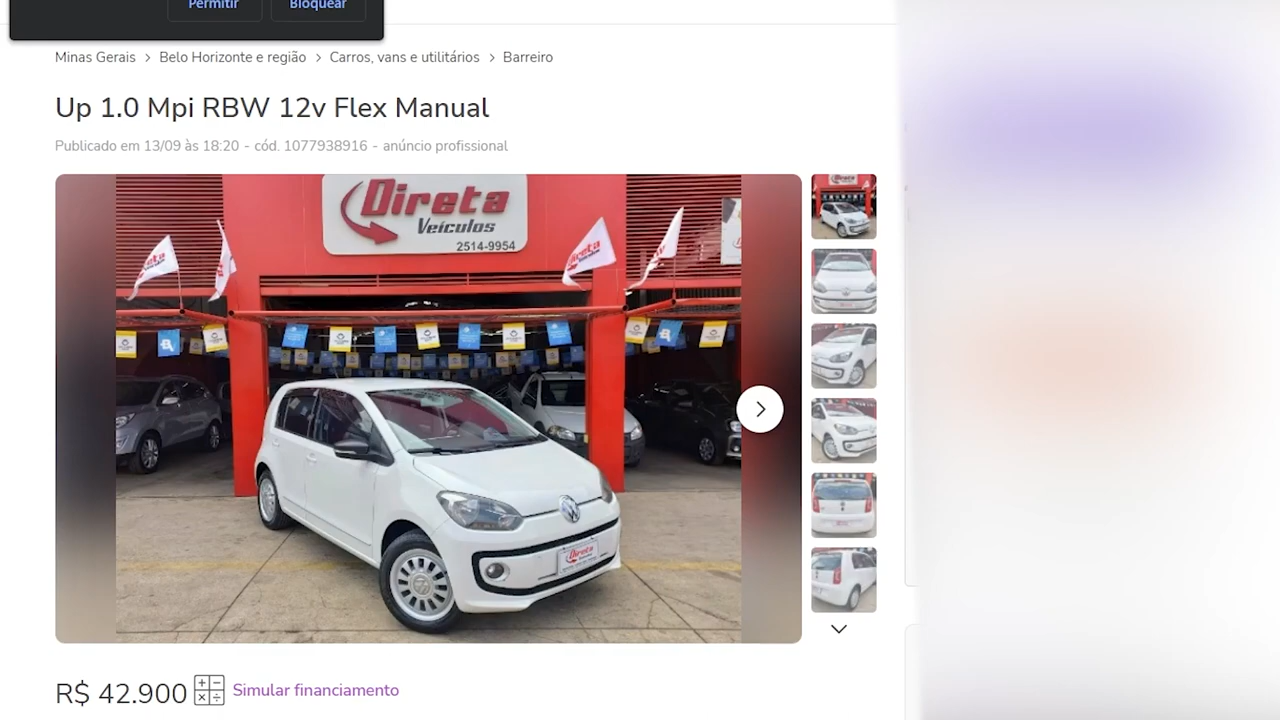 Permitir
Bloquear
Minas Gerais > Belo Horizonte e região > Carros, vans e utilitários > Barreiro
Up 1.0 Mpi RBW 12v Flex Manual
Publicado em 13/09 às 18:20 - cód. 1077938916 - anúncio profissional
Direta
Veículos
2514-9954
Direta
Direta
R$ 42.900
Simular financiamento